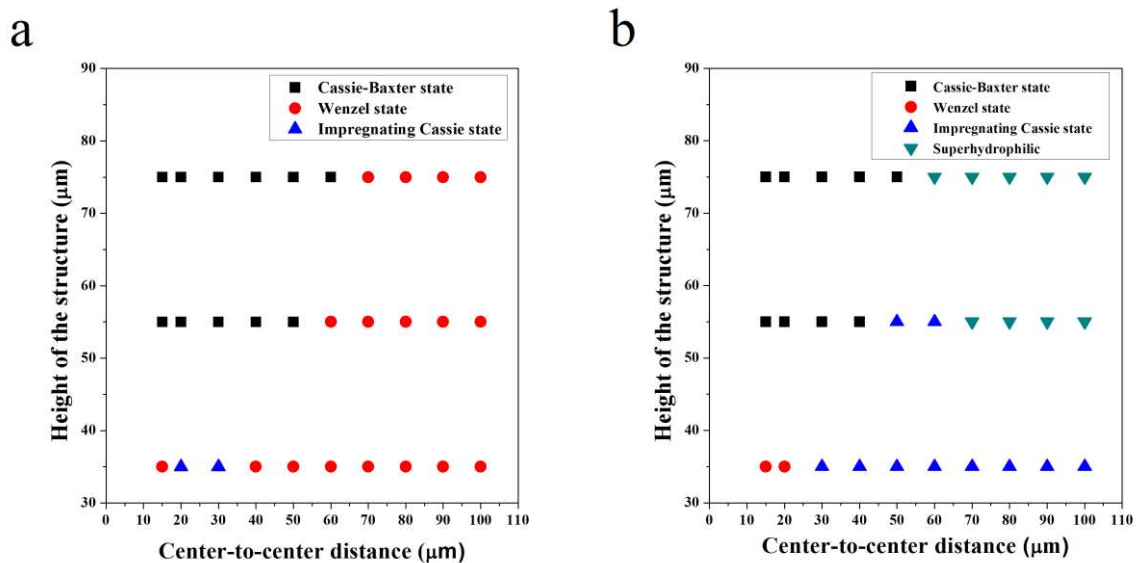 a
90
80
70
60
50
40
30
Height of the structure (μm)
Cassie-Baxter state
Wenzel state
Impregnating Cassie state
0 10 20 30 40 50 60 70 80 90 100 110
Center-to-center distance (μm)
b
90
80
70
60
50
40
30
Height of the structure (μm)
Cassie-Baxter state
Wenzel state
Impregnating Cassie state
Superhydrophilic
0 10 20 30 40 50 60 70 80 90 100 110
Center-to-center distance (μm)